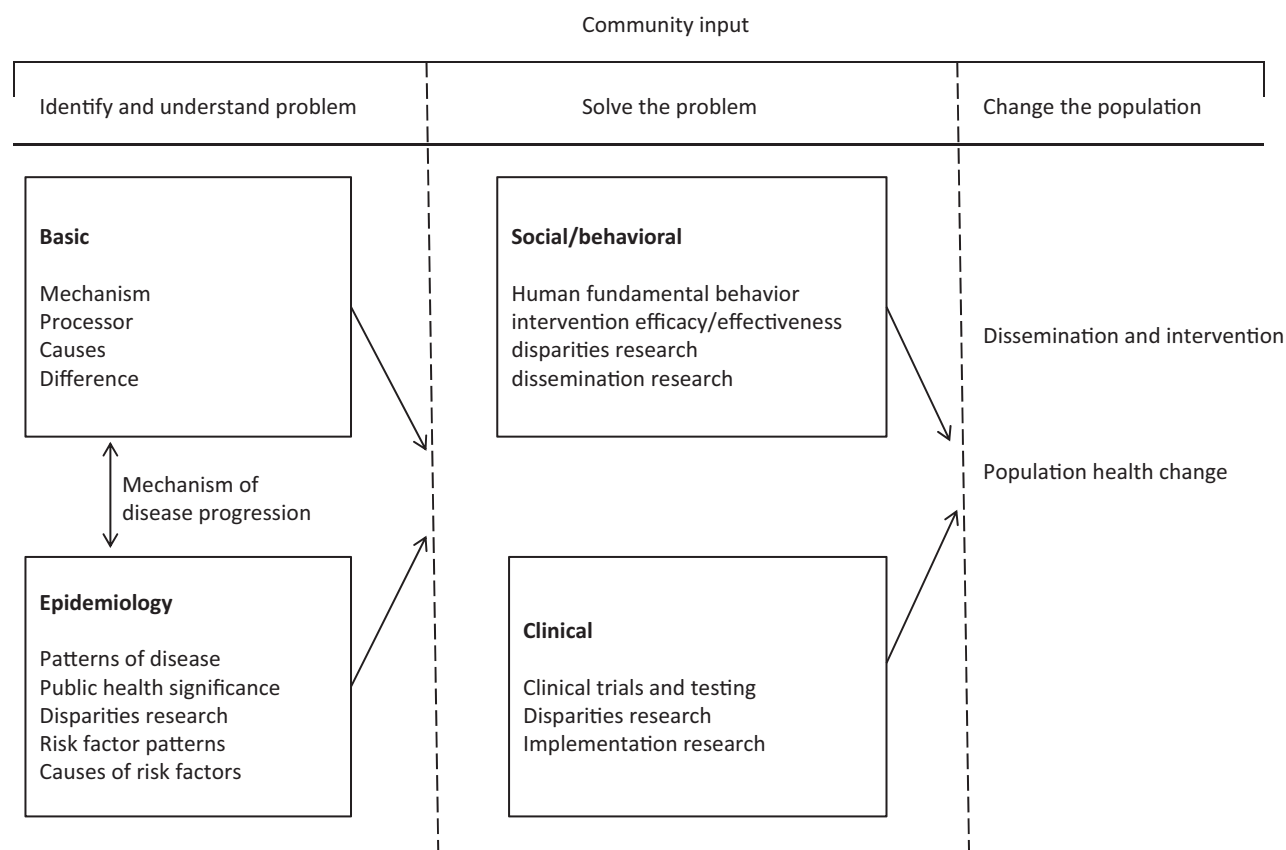 Community input
Identify and understand problem
Solve the problem
Change the population
Basic
Mechanism
Processor
Causes
Difference
Mechanism of
disease progression
Epidemiology
Patterns of disease
Public health significance
Disparities research
Risk factor patterns
Causes of risk factors
Social/behavioral
Human fundamental behavior
intervention efficacy/effectiveness
disparities research
dissemination research
Clinical
Clinical trials and testing
Disparities research
Implementation research
Dissemination and intervention
Population health change